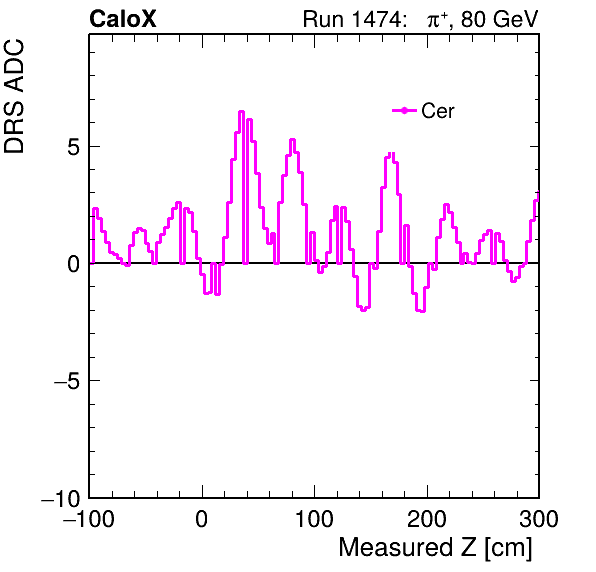 CaloX Run 1474: π⁺, 80 GeV
DRS ADC
Cer
5
0
−5
−10
−100 0 100 200 300
Measured Z [cm]